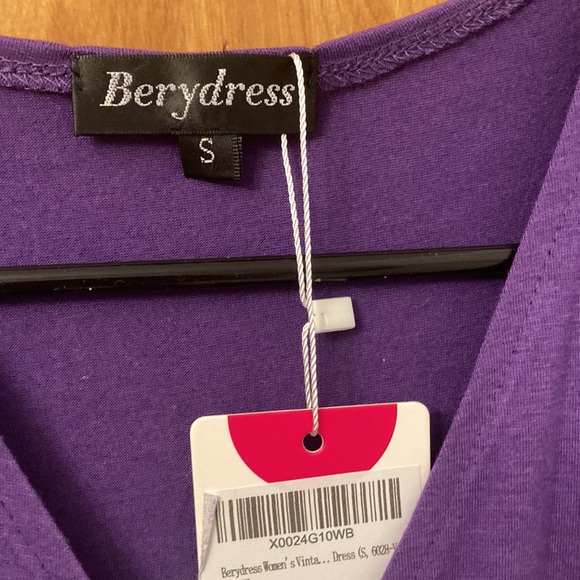 Berydress
S
X0024G10WB
Berydress Women's Vinta... Dress (S, 6028-